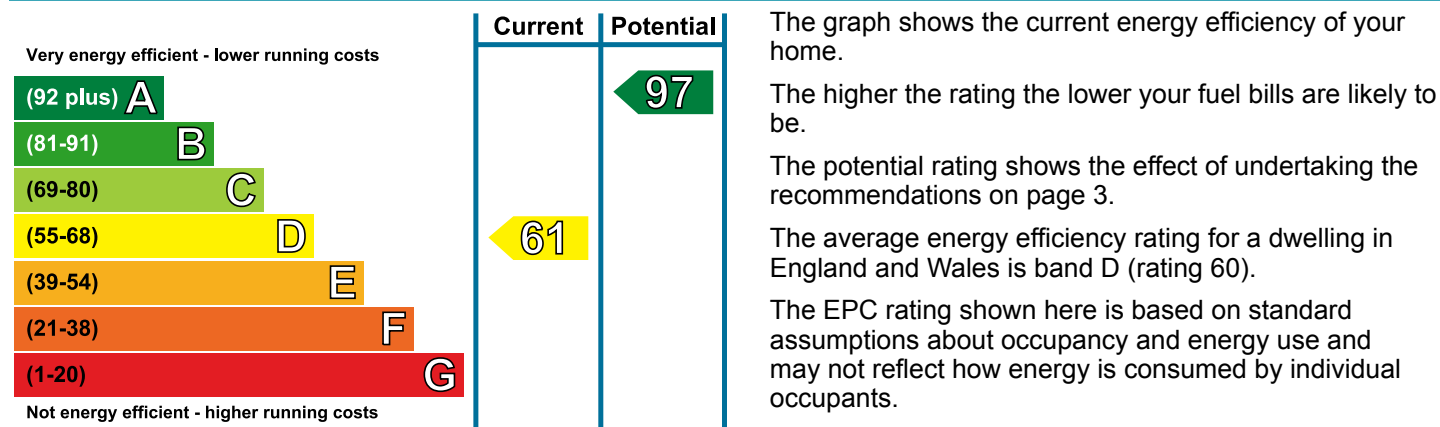 Current Potential
Very energy efficient - lower running costs
(92 plus) A
97
(81-91) B
(69-80) C
(55-68) D
61
(39-54) E
(21-38) F
(1-20) G
Not energy efficient - higher running costs
The graph shows the current energy efficiency of your
home.
The higher the rating the lower your fuel bills are likely to
be.
The potential rating shows the effect of undertaking the
recommendations on page 3.
The average energy efficiency rating for a dwelling in
England and Wales is band D (rating 60).
The EPC rating shown here is based on standard
assumptions about occupancy and energy use and
may not reflect how energy is consumed by individual
occupants.